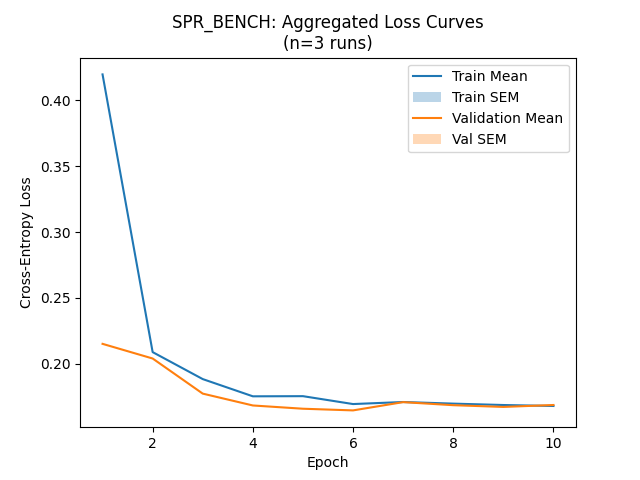 SPR_BENCH: Aggregated Loss Curves
(n=3 runs)
Train Mean
Train SEM
Validation Mean
Val SEM
Cross-Entropy Loss
0.40
0.35
0.30
0.25
0.20
2
4
6
8
10
Epoch